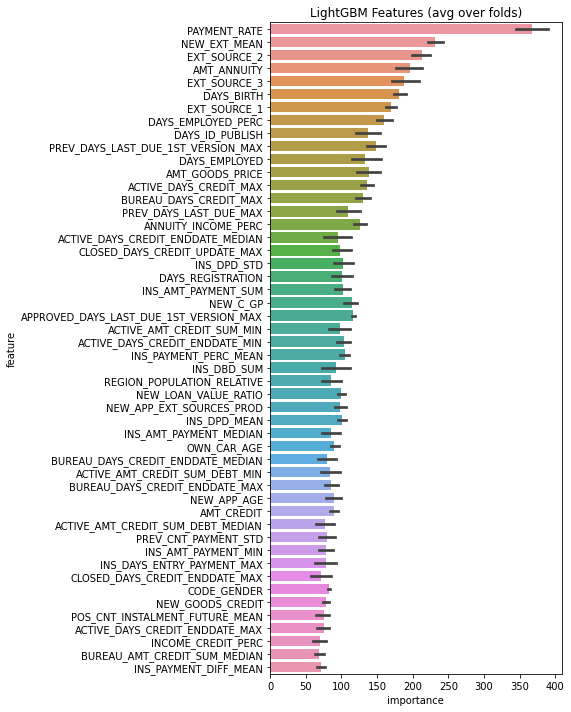 LightGBM Features (avg over folds)
PAYMENT_RATE
NEW_EXT_MEAN
EXT_SOURCE_2
AMT_ANNUITY
EXT_SOURCE_3
DAYS_BIRTH
EXT_SOURCE_1
DAYS_EMPLOYED_PERC
DAYS_ID_PUBLISH
PREV_DAYS_LAST_DUE_1ST_VERSION_MAX
DAYS_EMPLOYED
AMT_GOODS_PRICE
ACTIVE_DAYS_CREDIT_MAX
BUREAU_DAYS_CREDIT_MAX
PREV_DAYS_LAST_DUE_MAX
ANNUITY_INCOME_PERC
ACTIVE_DAYS_CREDIT_ENDDATE_MEDIAN
CLOSED_DAYS_CREDIT_UPDATE_MAX
INS_DPD_STD
DAYS_REGISTRATION
INS_AMT_PAYMENT_SUM
NEW_C_GP
APPROVED_DAYS_LAST_DUE_1ST_VERSION_MAX
ACTIVE_AMT_CREDIT_SUM_MIN
ACTIVE_DAYS_CREDIT_ENDDATE_MIN
INS_PAYMENT_PERC_MEAN
INS_DBD_SUM
REGION_POPULATION_RELATIVE
NEW_LOAN_VALUE_RATIO
NEW_APP_EXT_SOURCES_PROD
INS_DPD_MEAN
INS_AMT_PAYMENT_MEDIAN
OWN_CAR_AGE
BUREAU_DAYS_CREDIT_ENDDATE_MEDIAN
ACTIVE_AMT_CREDIT_SUM_DEBT_MIN
BUREAU_DAYS_CREDIT_ENDDATE_MAX
NEW_APP_AGE
AMT_CREDIT
ACTIVE_AMT_CREDIT_SUM_DEBT_MEDIAN
PREV_CNT_PAYMENT_STD
INS_AMT_PAYMENT_MIN
INS_DAYS_ENTRY_PAYMENT_MAX
CLOSED_DAYS_CREDIT_ENDDATE_MAX
CODE_GENDER
NEW_GOODS_CREDIT
POS_CNT_INSTALMENT_FUTURE_MEAN
ACTIVE_DAYS_CREDIT_ENDDATE_MAX
INCOME_CREDIT_PERC
BUREAU_AMT_CREDIT_SUM_MEDIAN
INS_PAYMENT_DIFF_MEAN
feature
0 50 100 150 200 250 300 350 400
importance